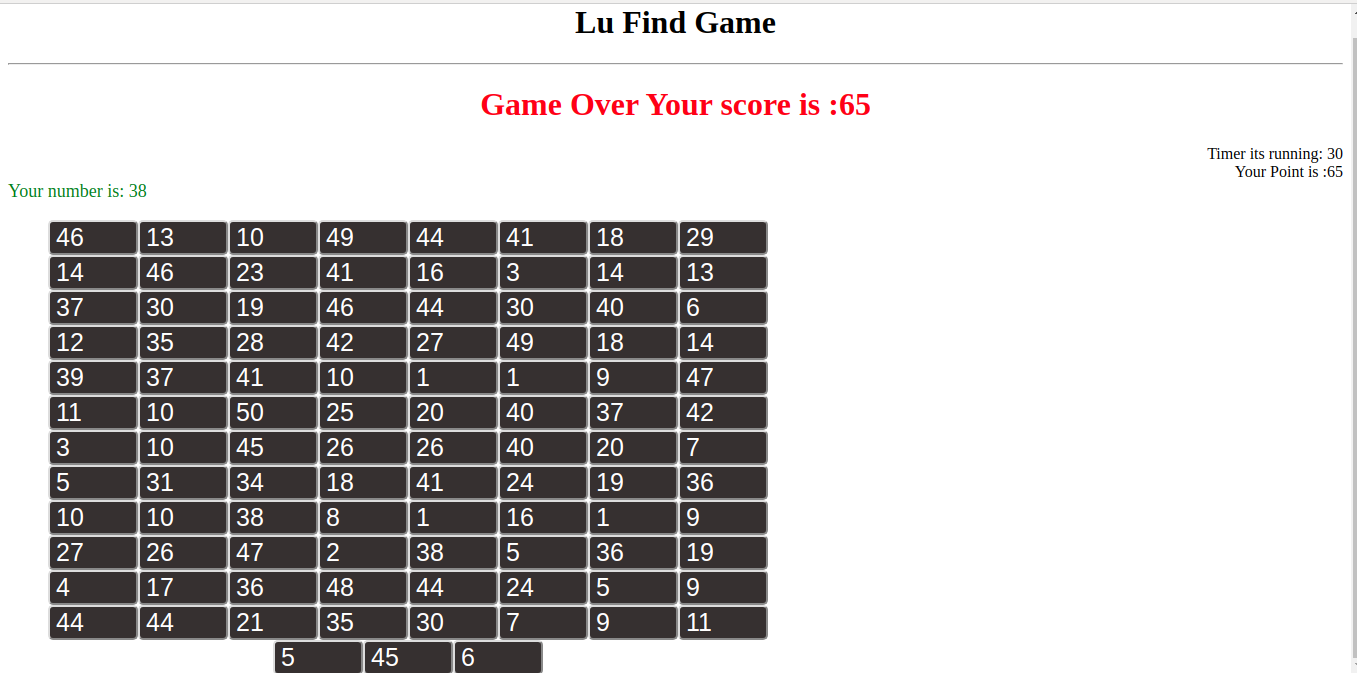 Lu Find Game
Game Over Your score is :65
Timer its running: 30
Your Point is :65
Your number is: 38
46 13 10 49 44 41 18 29
14 46 23 41 16 3 14 13
37 30 19 46 44 30 40 6
12 35 28 42 27 49 18 14
39 37 41 10 1 1 9 47
11 10 50 25 20 40 37 42
3 10 45 26 26 40 20 7
5 31 34 18 41 24 19 36
10 10 38 8 1 16 1 9
27 26 47 2 38 5 36 19
4 17 36 48 44 24 5 9
44 44 21 35 30 7 9 11
5 45 6